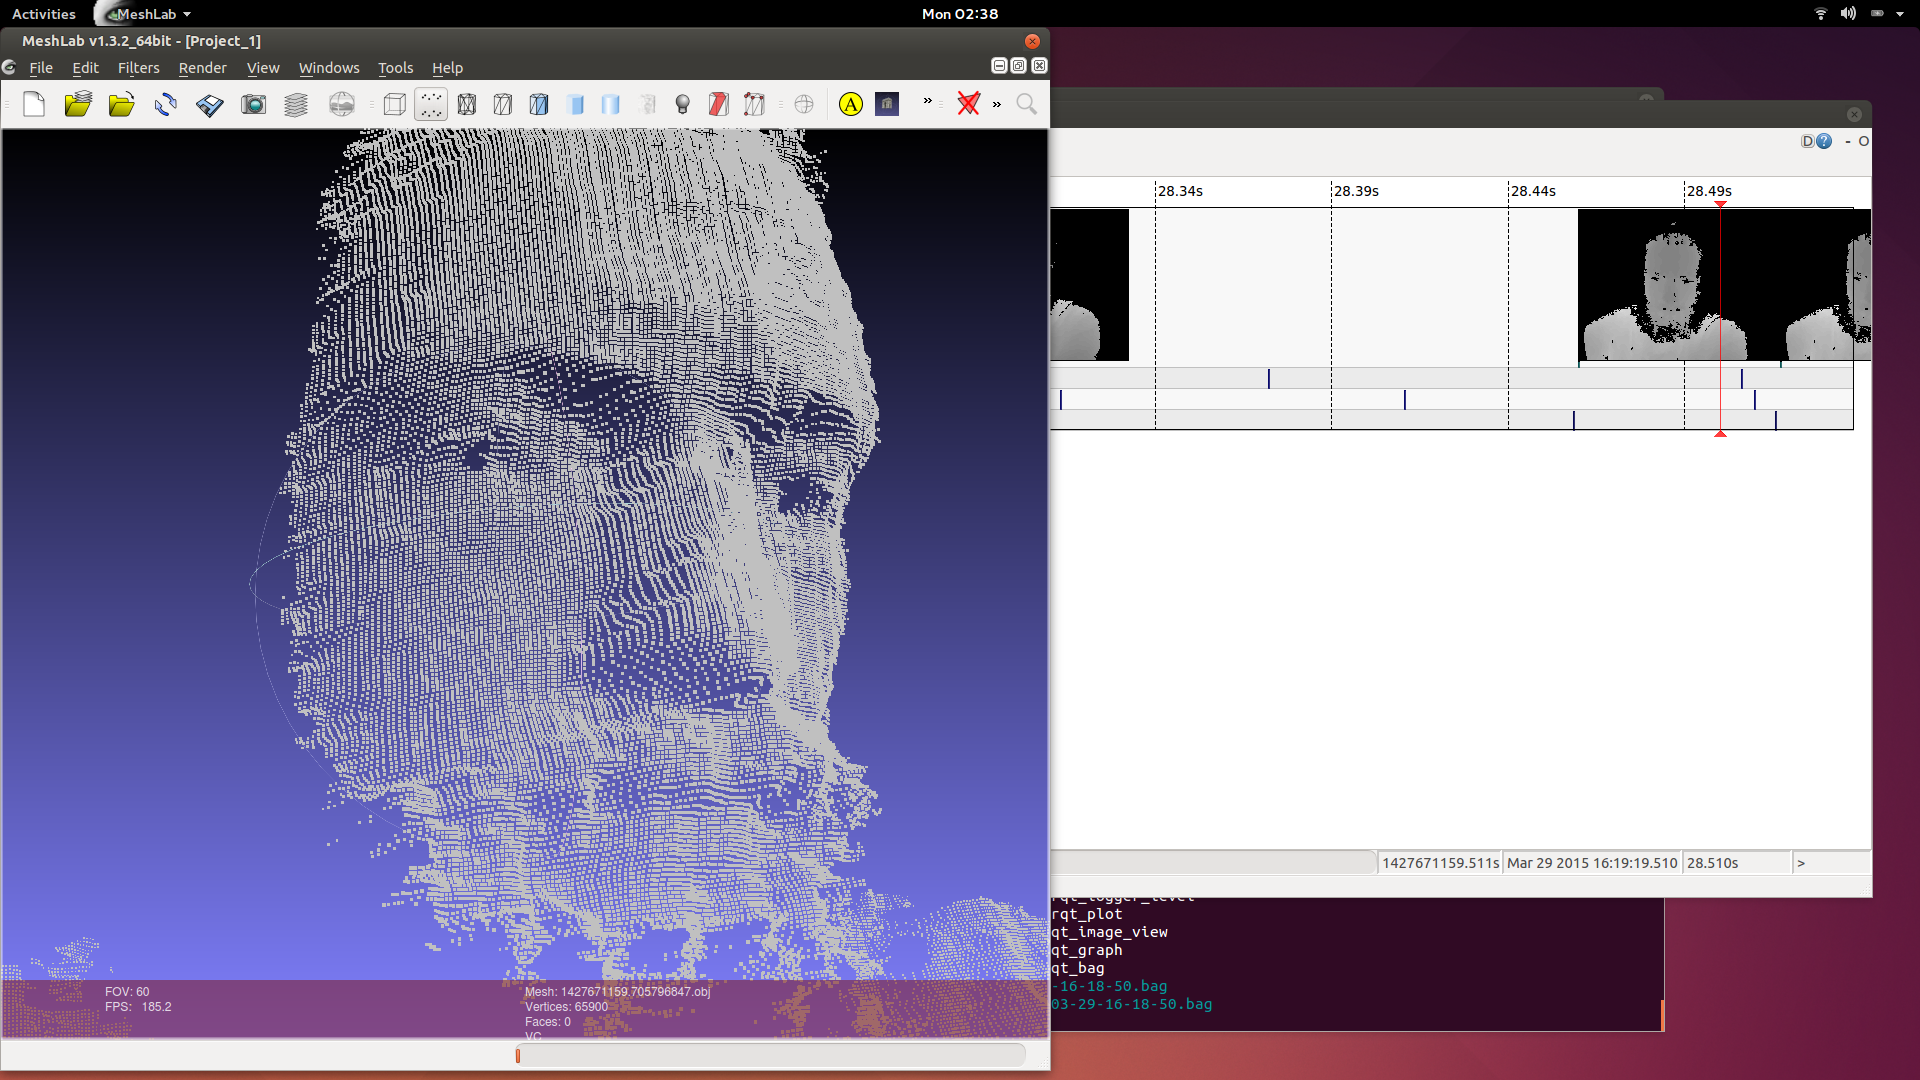 Activities MeshLab Mon 02:38
MeshLab v1.3.2_64bit - [Project_1]
File Edit Filters Render View Windows Tools Help
A » »
D ? - O
28.34s 28.39s 28.44s 28.49s
1427671159.511s Mar 29 2015 16:19:19.510 28.510s >
rqt_logger_level
rqt_plot
qt_image_view
qt_graph
qt_bag
-16-18-50.bag
03-29-16-18-50.bag
FOV: 60
FPS: 185.2
Mesh: 1427671159.705796847.obj
Vertices: 65900
Faces: 0
VC